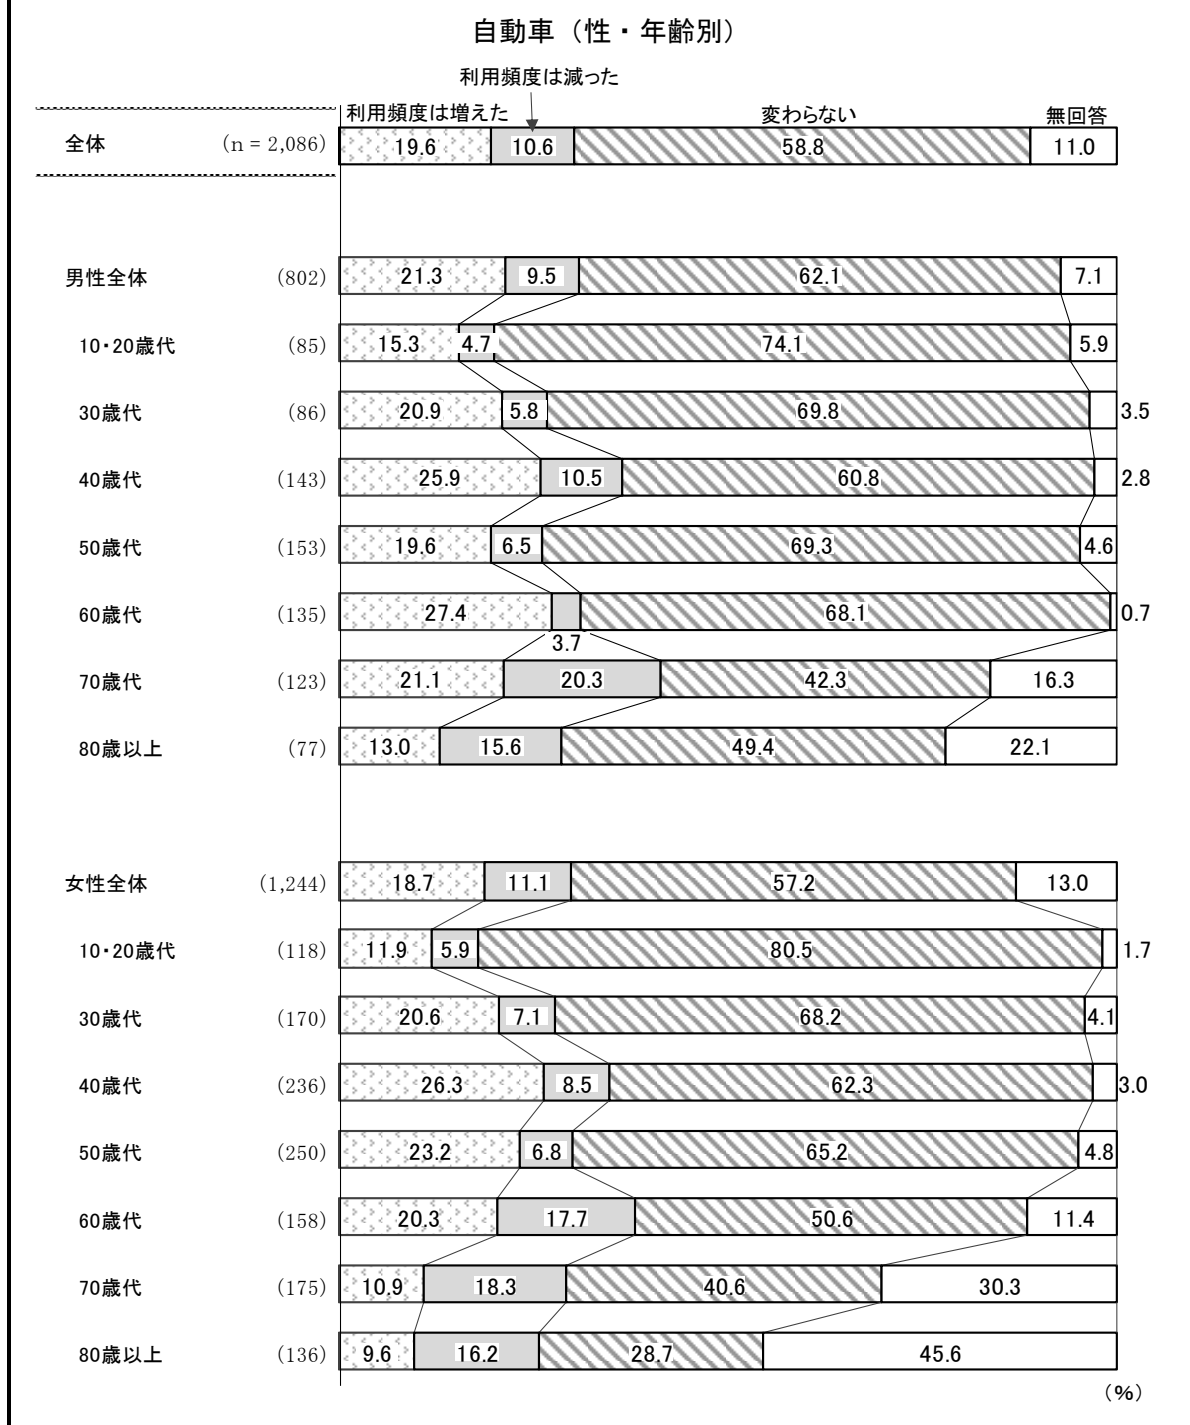 自動車（性・年齢別）
利用頻度は減った
利用頻度は増えた 変わらない 無回答
全体 (n = 2,086) 19.6 10.6 58.8 11.0
男性全体 (802) 21.3 9.5 62.1 7.1
10･20歳代 (85) 15.3 4.7 74.1 5.9
30歳代 (86) 20.9 5.8 69.8 3.5
40歳代 (143) 25.9 10.5 60.8 2.8
50歳代 (153) 19.6 6.5 69.3 4.6
60歳代 (135) 27.4 68.1 0.7
3.7
70歳代 (123) 21.1 20.3 42.3 16.3
80歳以上 (77) 13.0 15.6 49.4 22.1
女性全体 (1,244) 18.7 11.1 57.2 13.0
10･20歳代 (118) 11.9 5.9 80.5 1.7
30歳代 (170) 20.6 7.1 68.2 4.1
40歳代 (236) 26.3 8.5 62.3 3.0
50歳代 (250) 23.2 6.8 65.2 4.8
60歳代 (158) 20.3 17.7 50.6 11.4
70歳代 (175) 10.9 18.3 40.6 30.3
80歳以上 (136) 9.6 16.2 28.7 45.6
（%）